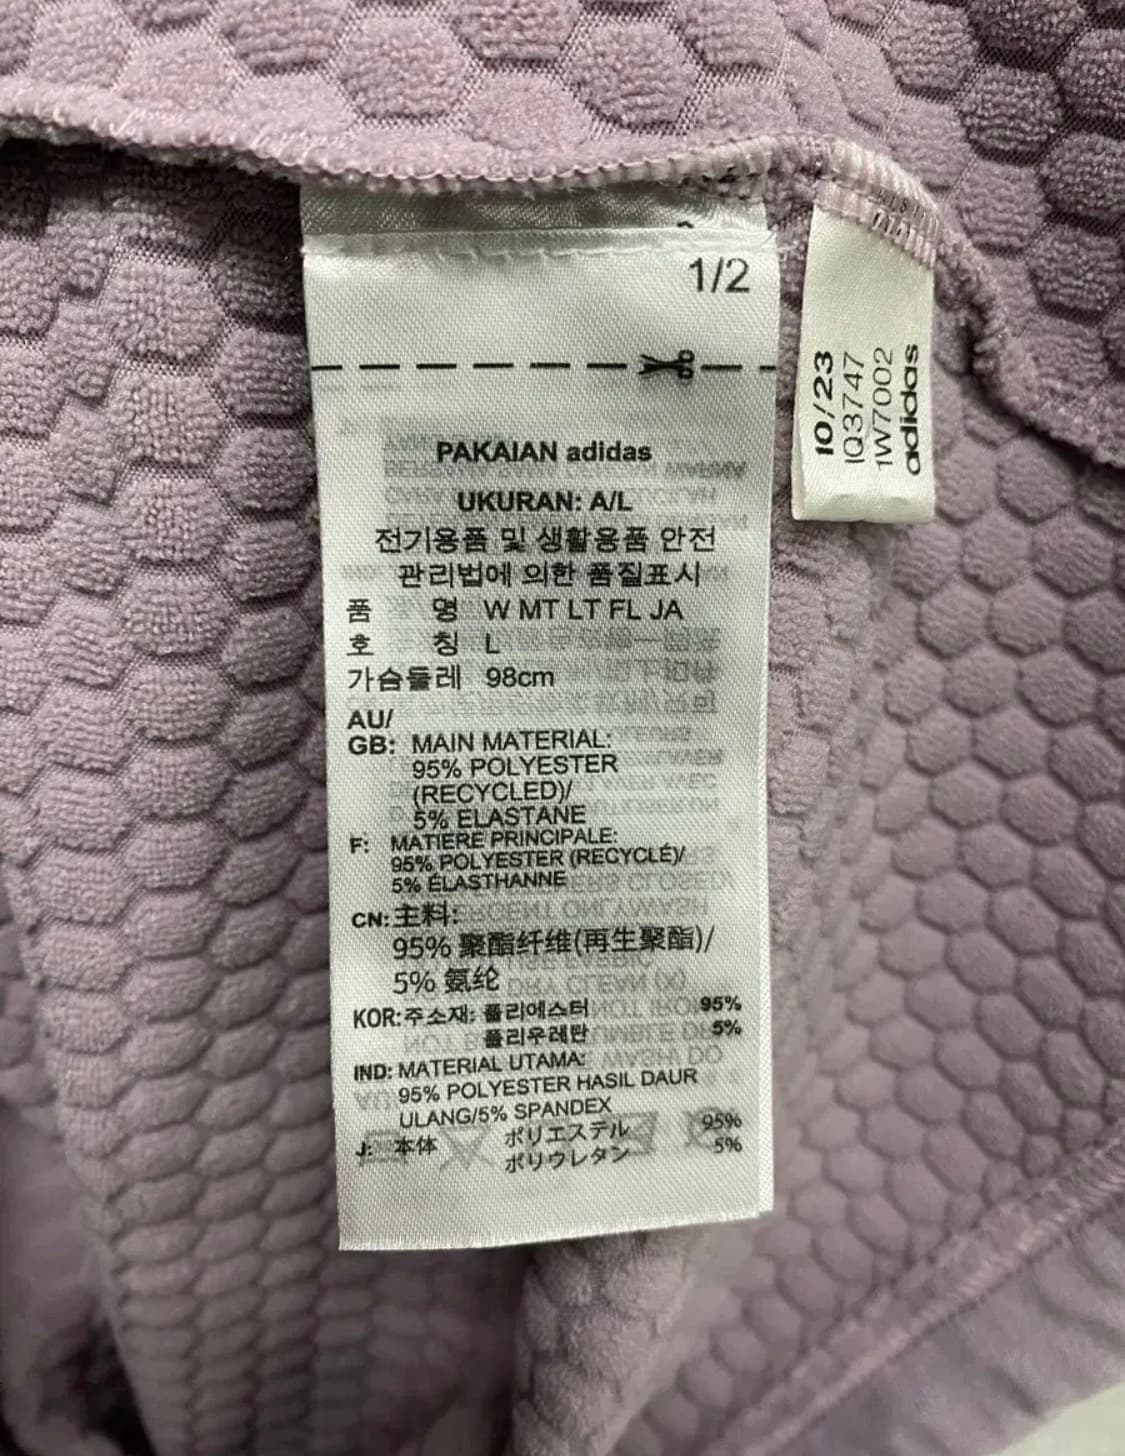 1/2
PAKAIAN adidas
UKURAN: A/L
전기용품 및 생활용품 안전
관리법에 의한 품질표시
품 명 W MT LT FL JA
호 칭 L
가슴둘레 98cm
AU/
GB: MAIN MATERIAL:
95% POLYESTER
(RECYCLED)/
5% ELASTANE
F: MATIERE PRINCIPALE:
95% POLYESTER (RECYCLÉ)/
5% ÉLASTHANNE
CN: 主料:
95% 聚酯纤维(再生聚酯)/
5% 氨纶
KOR: 주소재: 폴리에스터 95%
폴리우레탄 5%
IND: MATERIAL UTAMA:
95% POLYESTER HASIL DAUR
ULANG/5% SPANDEX
J: 本体 ポリエステル 95%
ポリウレタン 5%
10/23
IQ3747
1W7002
adidas